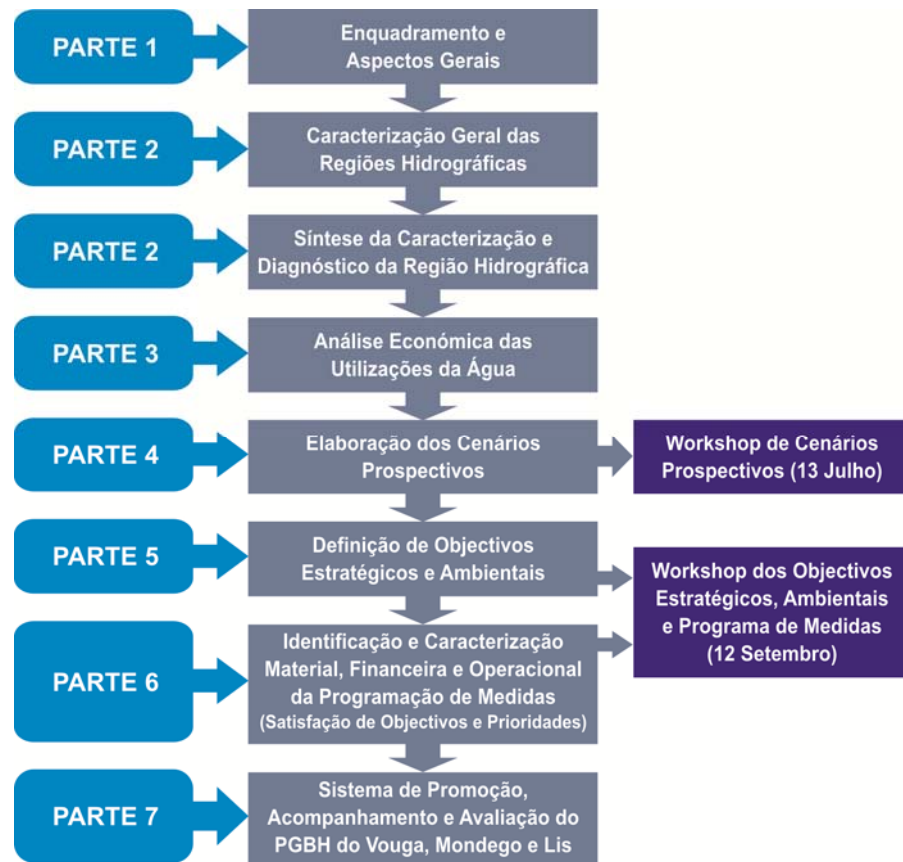 PARTE 1
Enquadramento e
Aspectos Gerais
PARTE 2
Caracterização Geral das
Regiões Hidrográficas
PARTE 2
Síntese da Caracterização e
Diagnóstico da Região Hidrográfica
PARTE 3
Análise Económica das
Utilizações da Água
PARTE 4
Elaboração dos Cenários
Prospectivos
Workshop de Cenários
Prospectivos (13 Julho)
PARTE 5
Definição de Objectivos
Estratégicos e Ambientais
Workshop dos Objectivos
Estratégicos, Ambientais
e Programa de Medidas
(12 Setembro)
PARTE 6
Identificação e Caracterização
Material, Financeira e Operacional
da Programação de Medidas
(Satisfação de Objectivos e Prioridades)
PARTE 7
Sistema de Promoção,
Acompanhamento e Avaliação do
PGBH do Vouga, Mondego e Lis